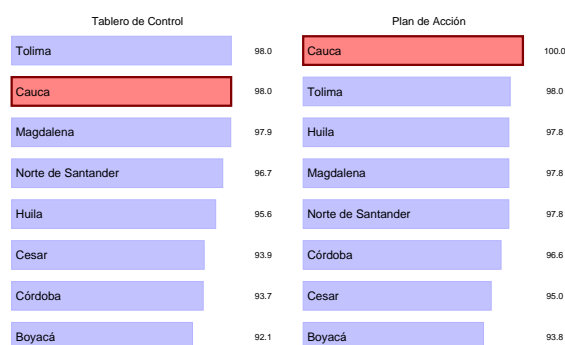 Tablero de Control
Tolima 98.0
Cauca 98.0
Magdalena 97.9
Norte de Santander 96.7
Huila 95.6
Cesar 93.9
Córdoba 93.7
Boyacá 92.1
Plan de Acción
Cauca 100.0
Tolima 98.0
Huila 97.8
Magdalena 97.8
Norte de Santander 97.8
Córdoba 96.6
Cesar 95.0
Boyacá 93.8